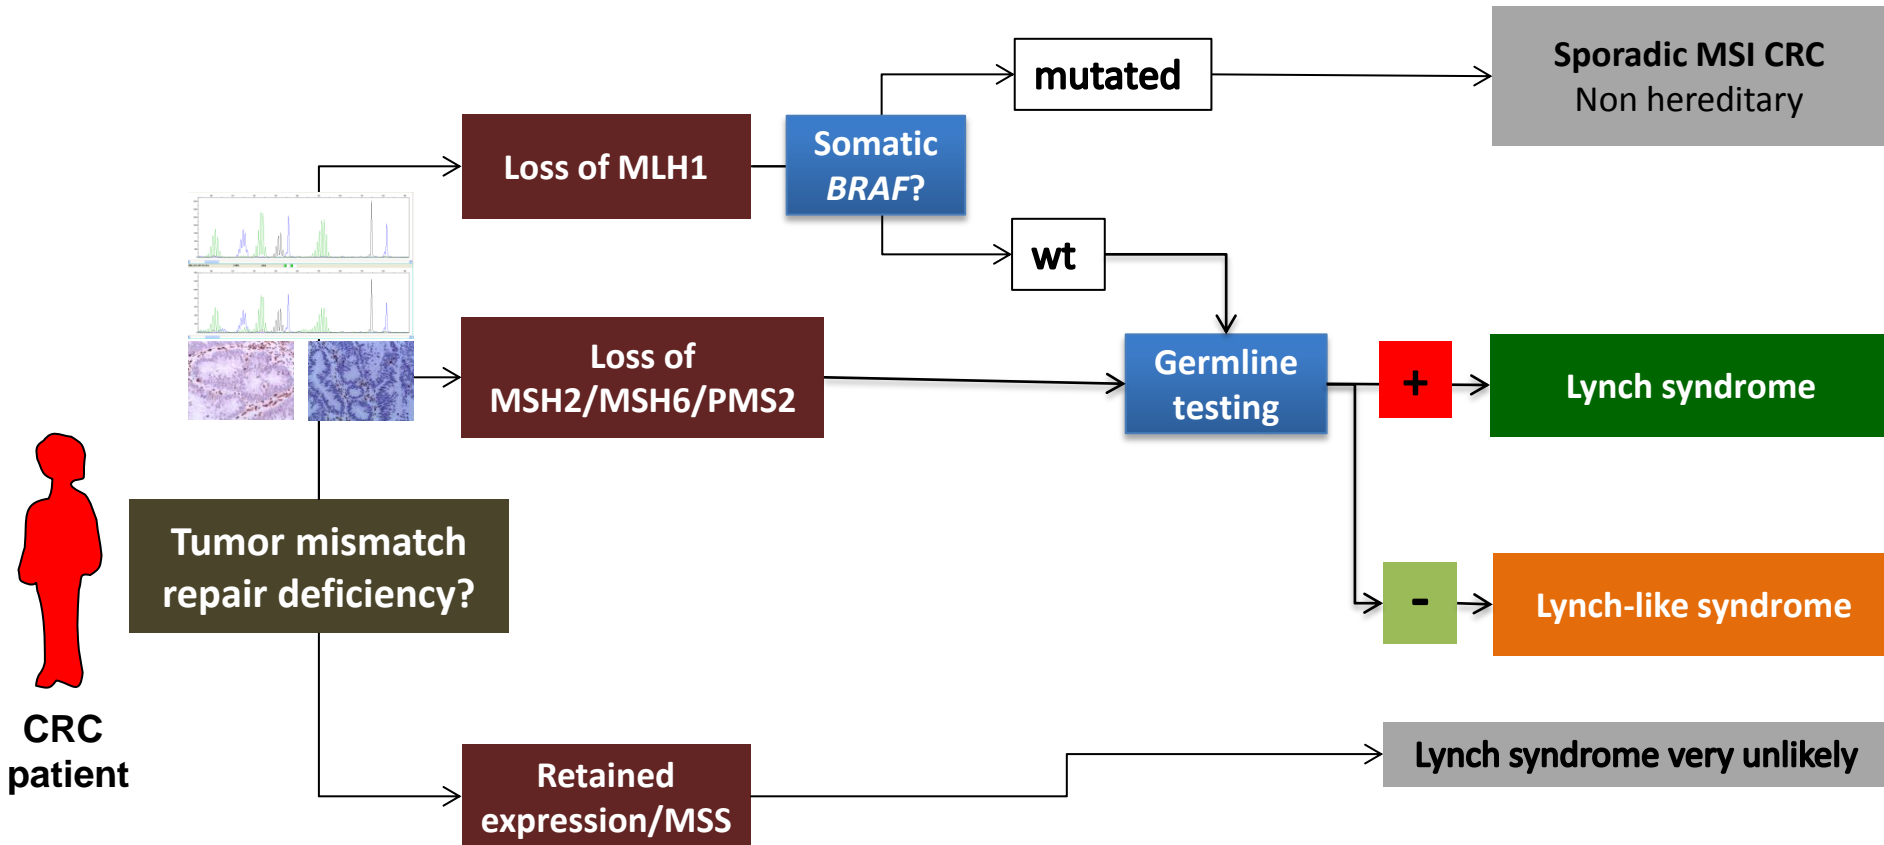 mutated
Sporadic MSI CRC
Non hereditary
Loss of MLH1
Somatic
BRAF?
wt
Loss of
MSH2/MSH6/PMS2
Germline
testing
+
Lynch syndrome
Tumor mismatch
repair deficiency?
-
Lynch-like syndrome
CRC
patient
Retained
expression/MSS
Lynch syndrome very unlikely